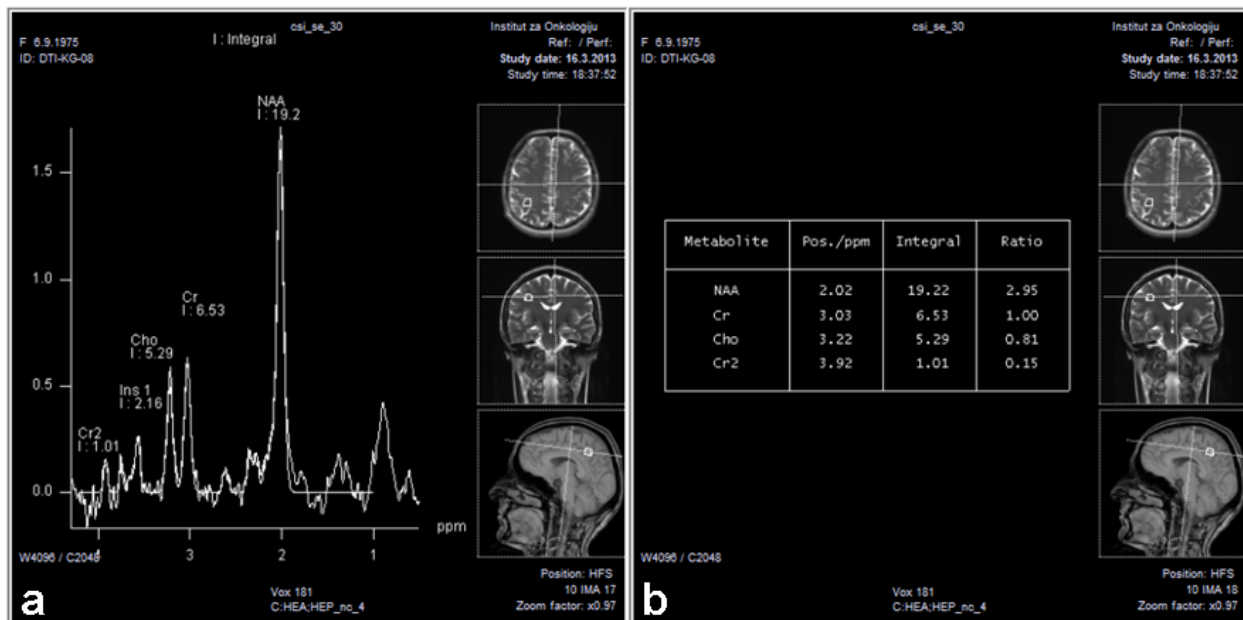 csi_se_30
Institut za Onkologiju
F 6.9.1975
I : Integral
Ref: / Perf:
ID: DTI-KG-08
Study date: 16.3.2013
Study time: 18:37:52
NAA
I : 19.2
1.5
1.0
Cr
I : 6.53
Cho
I : 5.29
0.5
Ins 1
I : 2.16
Cr2
I : 1.01
0.0
ppm
4 3 2 1
W4096 / C2048
Position: HFS
Vox 181
10 IMA 17
C:HEA;HEP_nc_4
Zoom factor: x0.97
a
csi_se_30
Institut za Onkologiju
F 6.9.1975
Ref: / Perf:
ID: DTI-KG-08
Study date: 16.3.2013
Study time: 18:37:52
Metabolite Pos./ppm Integral Ratio
NAA 2.02 19.22 2.95
Cr 3.03 6.53 1.00
Cho 3.22 5.29 0.81
Cr2 3.92 1.01 0.15
W4096 / C2048
Position: HFS
Vox 181
10 IMA 18
C:HEA;HEP_nc_4
Zoom factor: x0.97
b